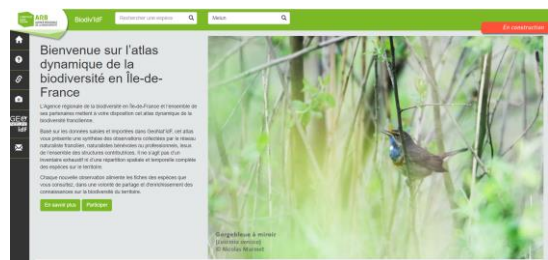 ARB
Biodiv'îdF
Rechercher une espèce
Melun
En construction
Bienvenue sur l'atlas
dynamique de la
biodiversité en Île-de-
France
L'Agence régionale de la biodiversité en Île-de-France et l'ensemble de
ses partenaires mettent à votre disposition cet atlas dynamique de la
biodiversité francilienne.
Basé sur les données saisies et importées dans GeoNat'îdF, cet atlas
vous présente une synthèse des observations collectées par le réseau
naturaliste francilien, naturalistes bénévoles ou professionnels, issus
de l'ensemble des structures contributrices. Il ne s'agit pas d'un
inventaire exhaustif ni d'une répartition spatiale et temporelle complète
des espèces sur le territoire.
Chaque nouvelle observation alimente les fiches des espèces que
vous consultez, dans une volonté de partage et d'enrichissement des
connaissances sur la biodiversité du territoire.
En savoir plus
Participer
Gorgebleue à miroir
(Luscinia svecica)
© Nicolas Macaire